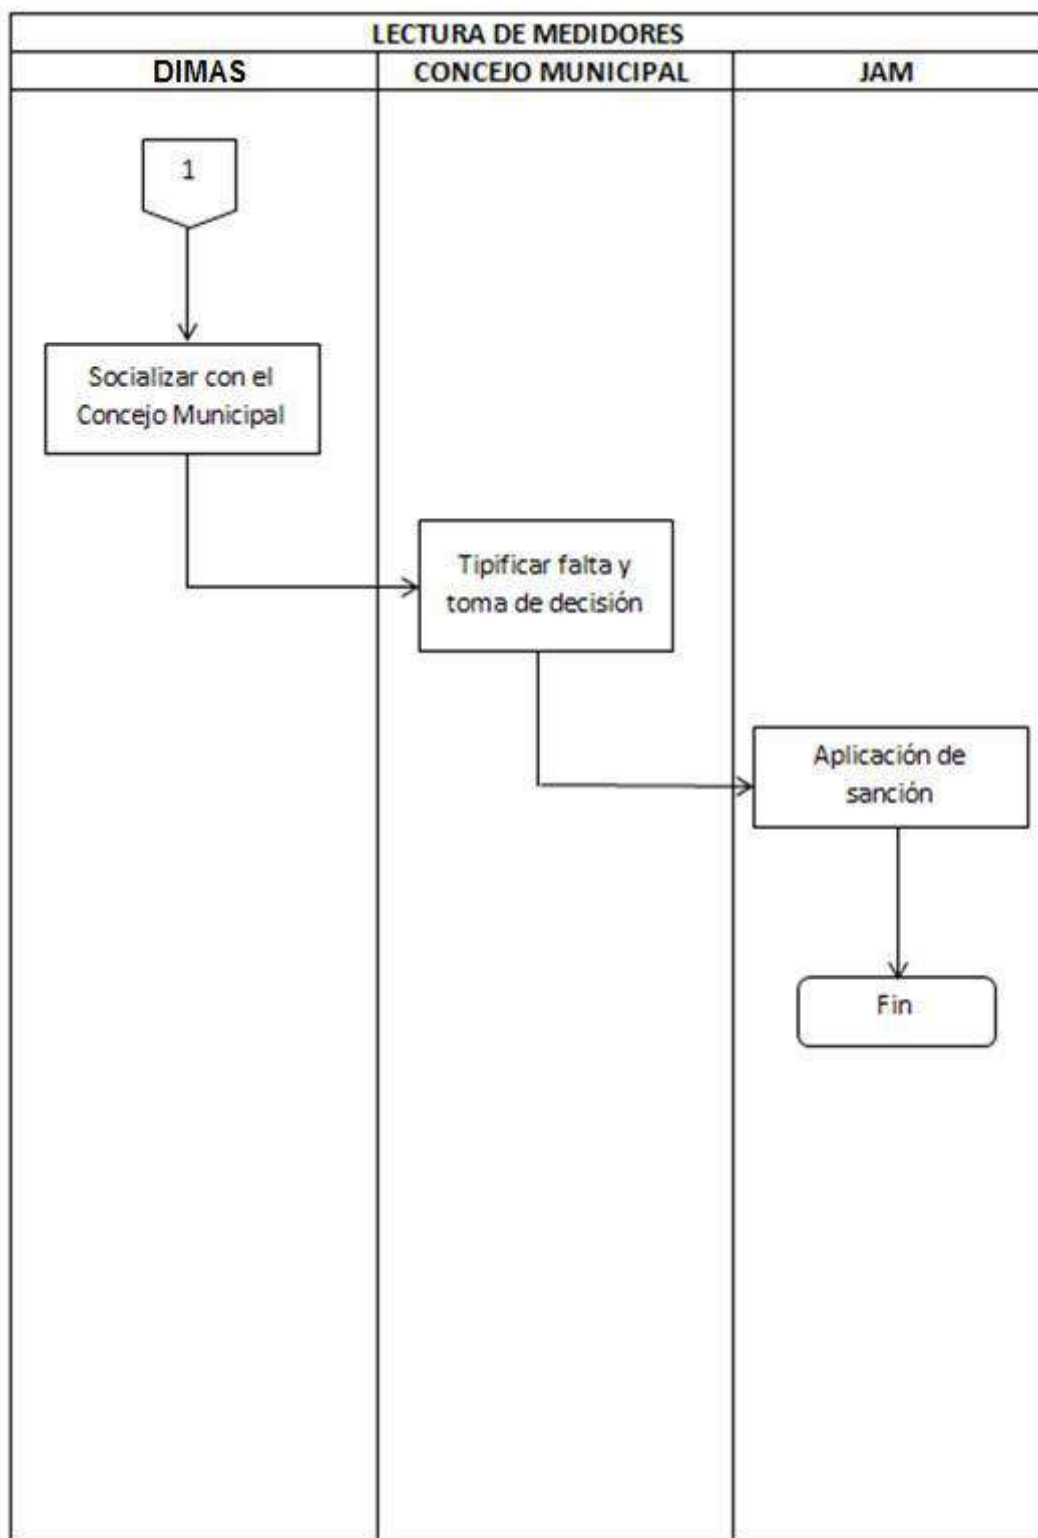 LECTURA DE MEDIDORES
DIMAS
CONCEJO MUNICIPAL
JAM
1
Socializar con el
Concejo Municipal
Tipificar falta y
toma de decisión
Aplicación de
sanción
Fin